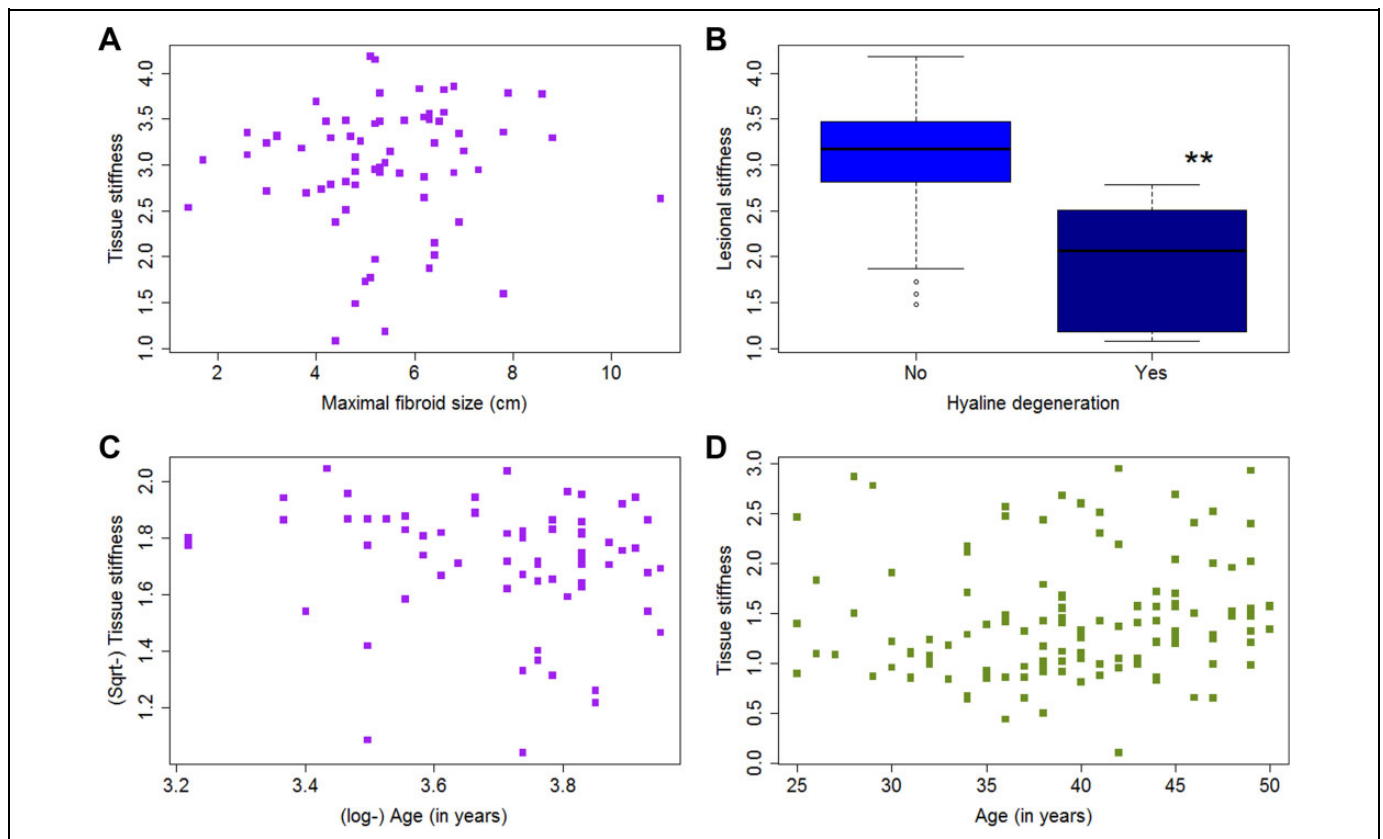 A
Tissue stiffness
4.0
3.5
3.0
2.5
2.0
1.5
1.0
2 4 6 8 10
Maximal fibroid size (cm)
B
Lesional stiffness
4.0
3.5
3.0
2.5
2.0
1.5
1.0
**
No Yes
Hyaline degeneration
C
(Sqrt-) Tissue stiffness
2.0
1.8
1.6
1.4
1.2
3.2 3.4 3.6 3.8
(log-) Age (in years)
D
Tissue stiffness
3.0
2.5
2.0
1.5
1.0
0.5
0.0
25 30 35 40 45 50
Age (in years)